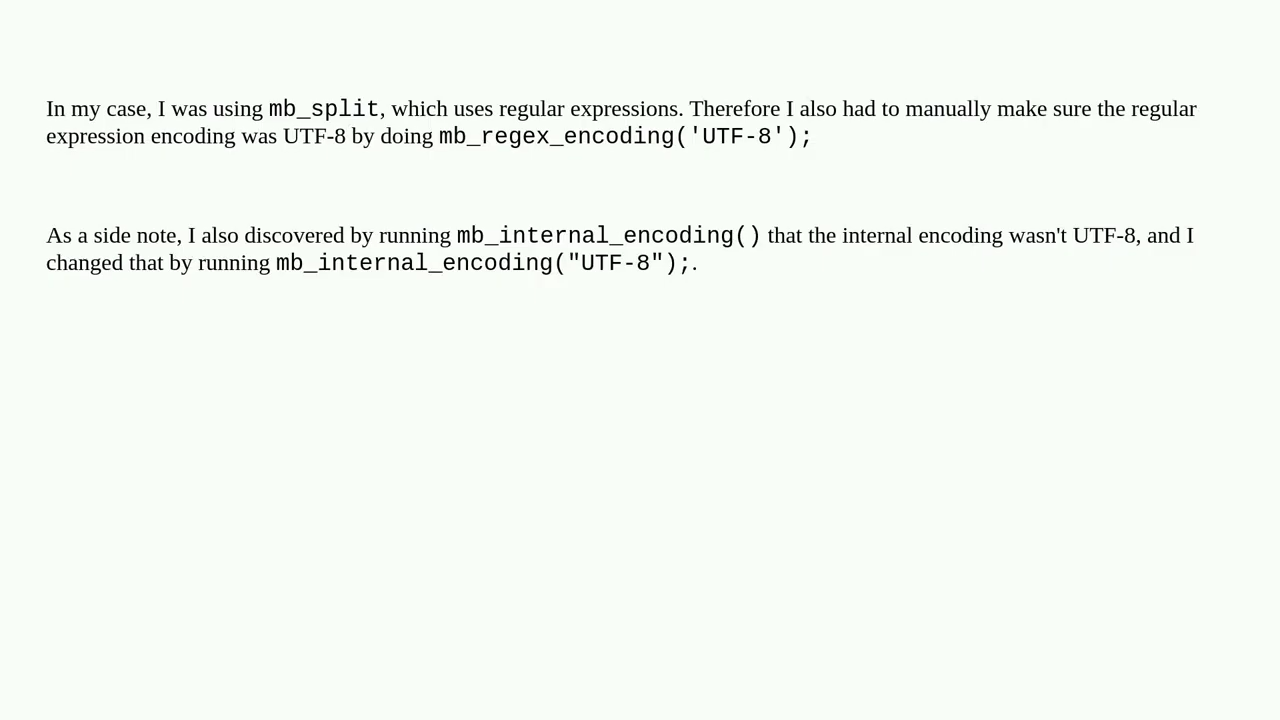 In my case, I was using mb_split, which uses regular expressions. Therefore I also had to manually make sure the regular
expression encoding was UTF-8 by doing mb_regex_encoding('UTF-8');
As a side note, I also discovered by running mb_internal_encoding() that the internal encoding wasn't UTF-8, and I
changed that by running mb_internal_encoding("UTF-8");.